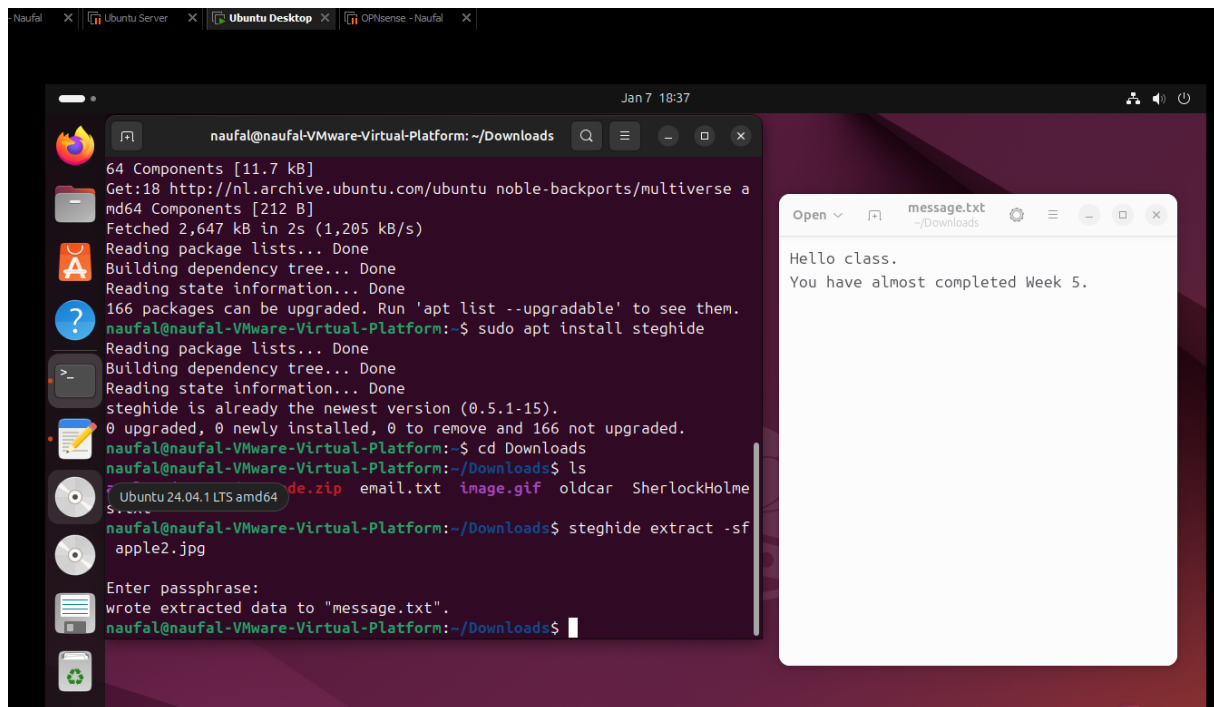 - Naufal
Ubuntu Server
Ubuntu Desktop
OPNsense - Naufal
Jan 7 18:37
naufal@naufal-VMware-Virtual-Platform: ~/Downloads
64 Components [11.7 kB]
Get:18 http://nl.archive.ubuntu.com/ubuntu noble-backports/multiverse a
md64 Components [212 B]
Fetched 2,647 kB in 2s (1,205 kB/s)
Reading package lists... Done
Building dependency tree... Done
Reading state information... Done
166 packages can be upgraded. Run 'apt list --upgradable' to see them.
naufal@naufal-VMware-Virtual-Platform:~$ sudo apt install steghide
Reading package lists... Done
Building dependency tree... Done
Reading state information... Done
steghide is already the newest version (0.5.1-15).
0 upgraded, 0 newly installed, 0 to remove and 166 not upgraded.
naufal@naufal-VMware-Virtual-Platform:~$ cd Downloads
naufal@naufal-VMware-Virtual-Platform:~/Downloads$ ls
de.zip email.txt image.gif oldcar SherlockHolme
s.txt
Ubuntu 24.04.1 LTS amd64
naufal@naufal-VMware-Virtual-Platform:~/Downloads$ steghide extract -sf
apple2.jpg
Enter passphrase:
wrote extracted data to "message.txt".
naufal@naufal-VMware-Virtual-Platform:~/Downloads$
Open
message.txt
~/Downloads
Hello class.
You have almost completed Week 5.